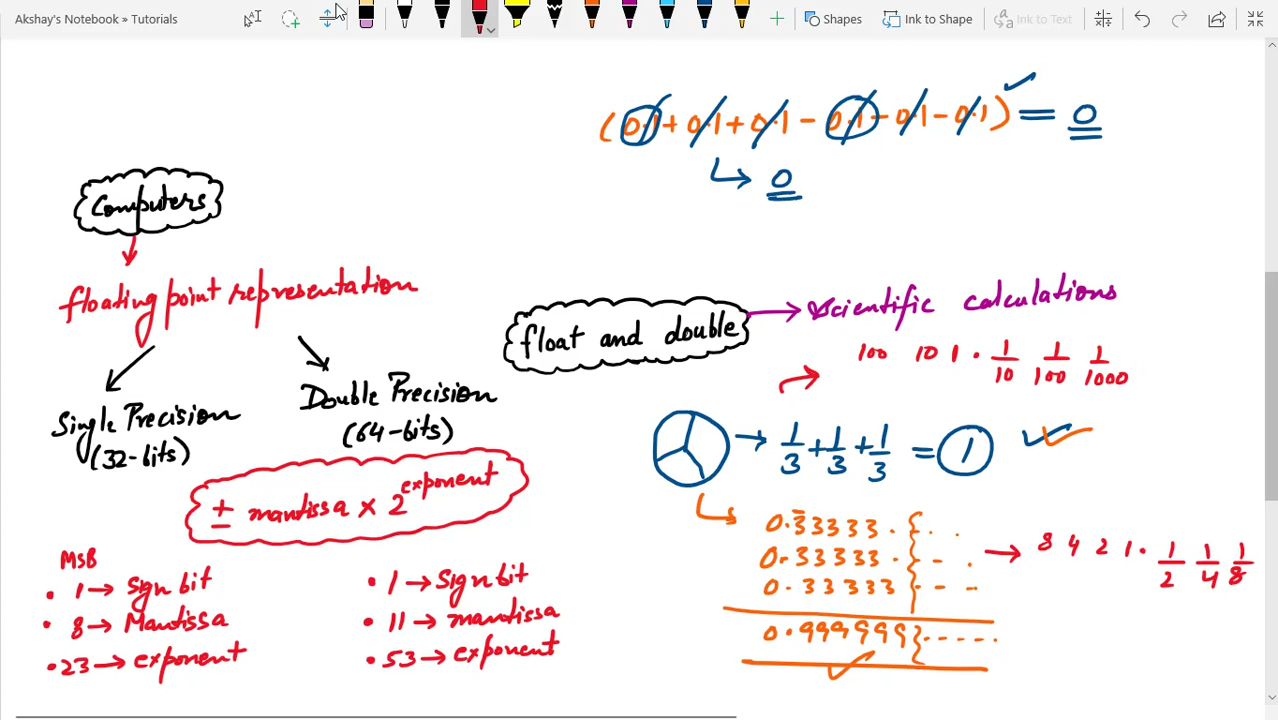 Akshay's Notebook » Tutorials
Shapes
Ink to Shape
Ink to Text
(0.1 + 0.1 + 0.1 - 0.1 - 0.1 - 0.1) = 0
0
Computers
floating point representation
Single Precision
(32-bits)
Double Precision
(64-bits)
± mantissa × 2^exponent
MSB
• 1 → Sign bit
• 8 → Mantissa
• 23 → exponent
• 1 → Sign bit
• 11 → mantissa
• 53 → exponent
float and double
scientific calculations
100 10 1 . 1/10 1/100 1/1000
1/3 + 1/3 + 1/3 = 1
0.33333. . .
0.33333. - - .
0.33333 - - -
0.999999 . . . . .
8 4 2 1 . 1/2 1/4 1/8